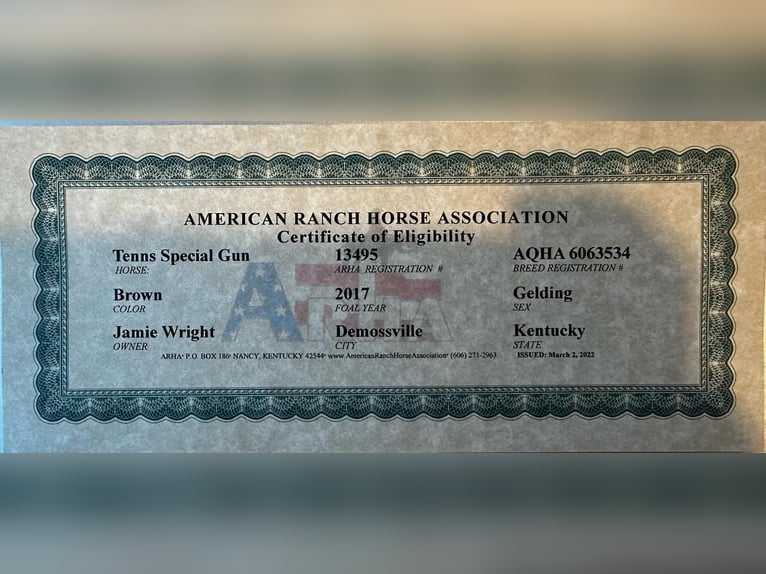 AMERICAN RANCH HORSE ASSOCIATION
Certificate of Eligibility
Tenns Special Gun 13495 AQHA 6063534
HORSE: ARHA REGISTRATION # BREED REGISTRATION #
Brown 2017 Gelding
COLOR FOAL YEAR SEX
Jamie Wright Demossville Kentucky
OWNER CITY STATE
ARHA• P.O. BOX 186• NANCY, KENTUCKY 42544• www.AmericanRanchHorseAssociation• (606) 271-2963 ISSUED: March 2, 2022
ARHA